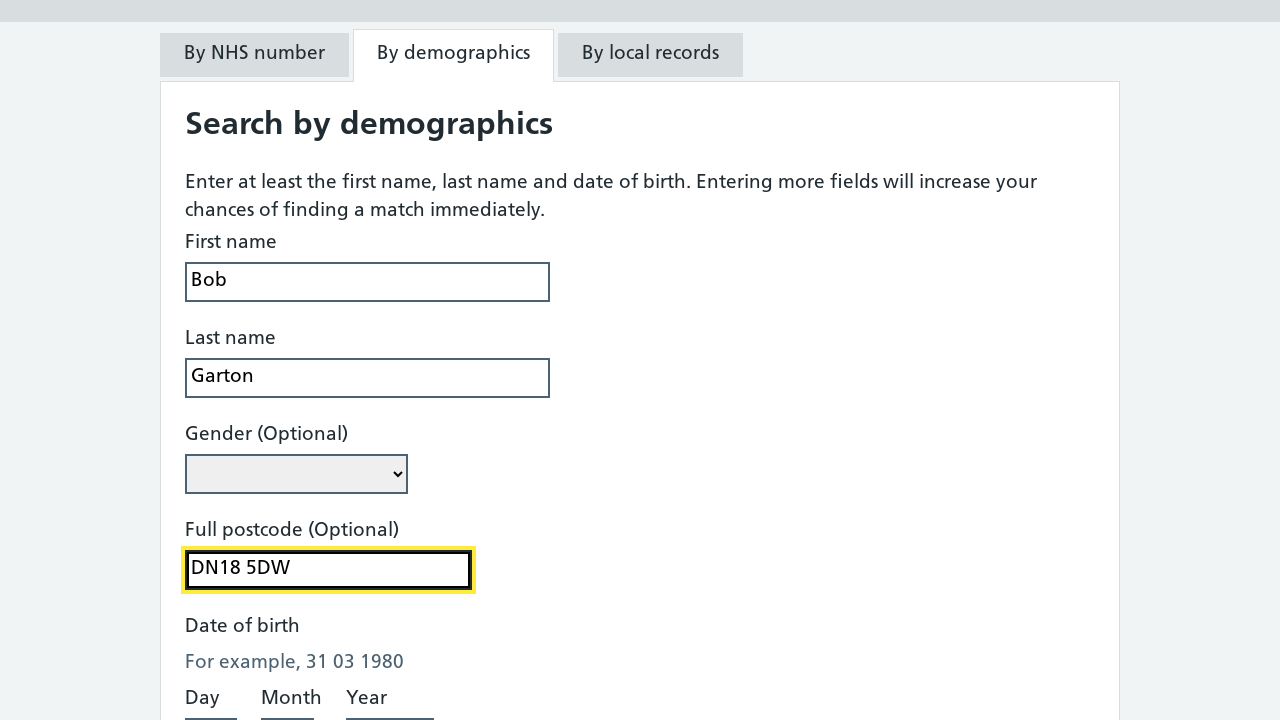 By NHS number
By demographics
By local records
Search by demographics
Enter at least the first name, last name and date of birth. Entering more fields will increase your
chances of finding a match immediately.
First name
Bob
Last name
Garton
Gender (Optional)
Full postcode (Optional)
DN18 5DW
Date of birth
For example, 31 03 1980
Day Month Year